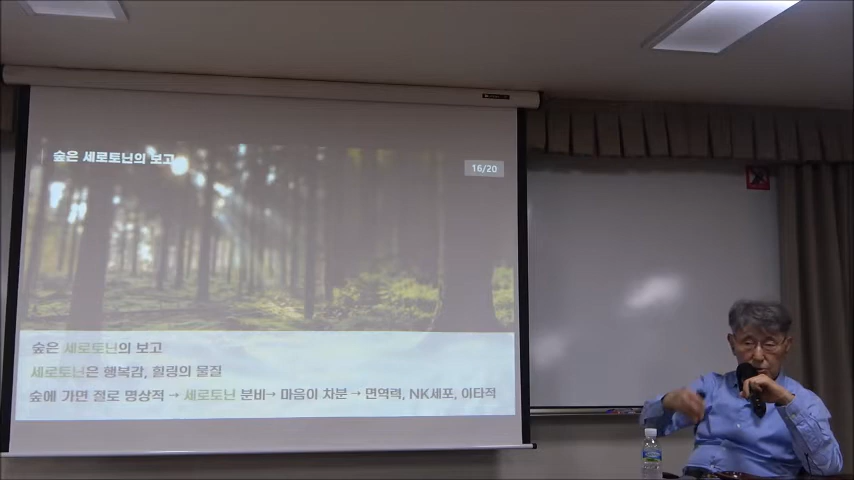 숲은 세로토닌의 보고
16/20
숲은 세로토닌의 보고
세로토닌은 행복감, 힐링의 물질
숲에 가면 절로 명상적 → 세로토닌 분비→ 마음이 차분 → 면역력, NK세포, 이타적